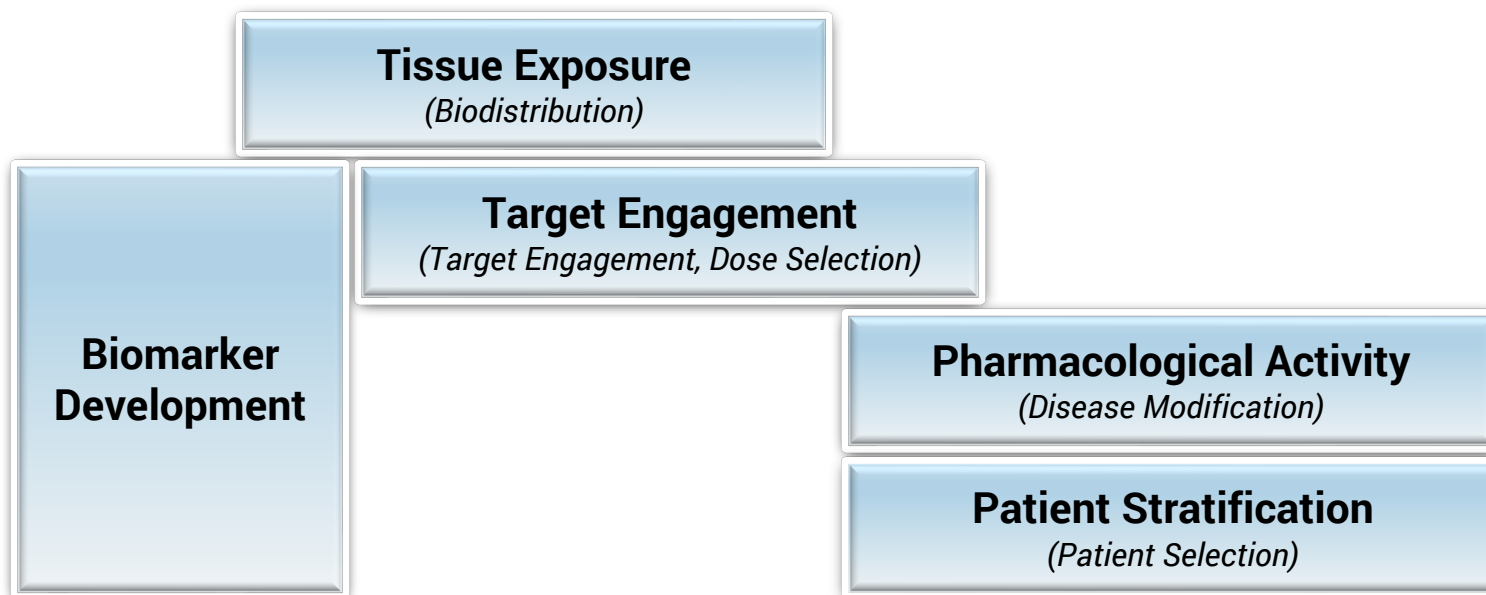 Tissue Exposure
(Biodistribution)
Target Engagement
(Target Engagement, Dose Selection)
Biomarker
Development
Pharmacological Activity
(Disease Modification)
Patient Stratification
(Patient Selection)